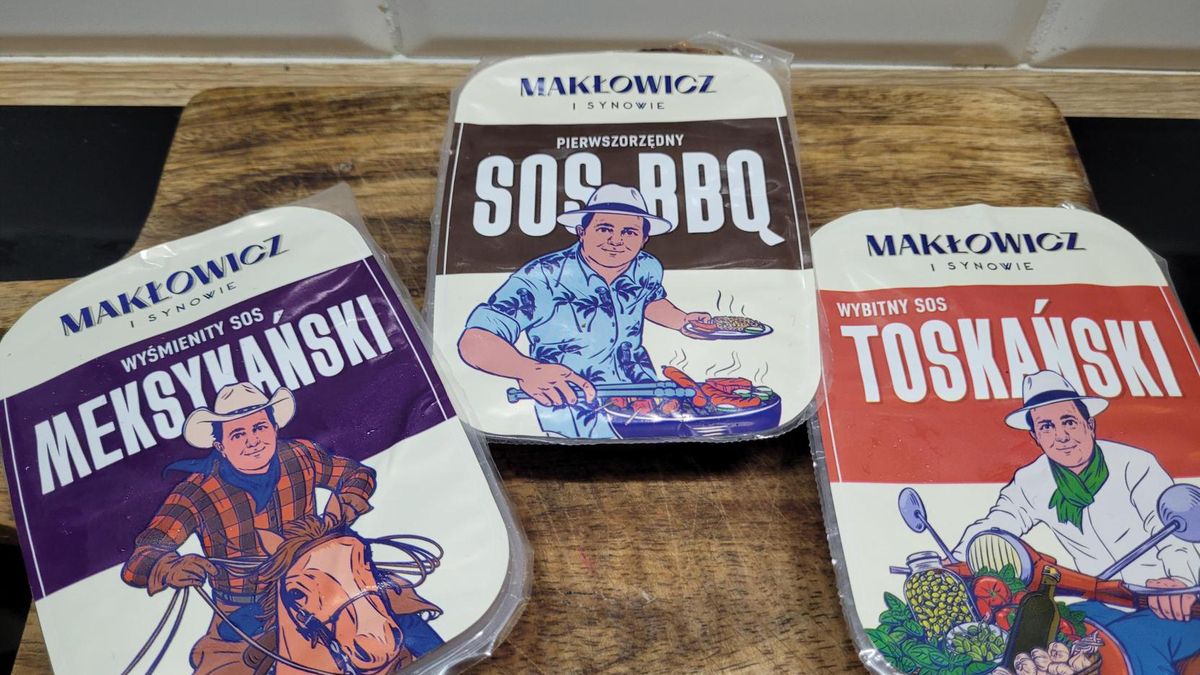 MAKŁOWICZ
I SYNOWIE
WYŚMIENITY SOS
MEKSYKAŃSKI
MAKŁOWICZ
I SYNOWIE
PIERWSZORZĘDNY
SOS BBQ
MAKŁOWICZ
I SYNOWIE
WYBITNY SOS
TOSKAŃSKI